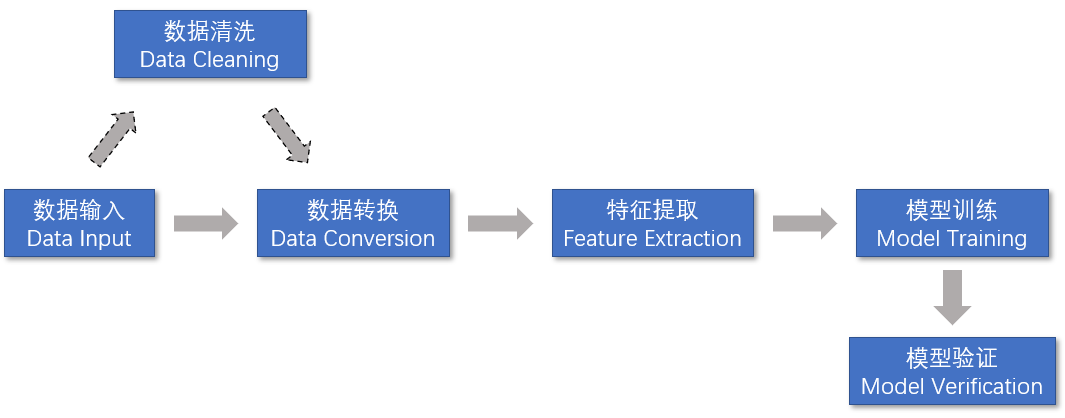 数据清洗
Data Cleaning
数据输入
Data Input
数据转换
Data Conversion
特征提取
Feature Extraction
模型训练
Model Training
模型验证
Model Verification